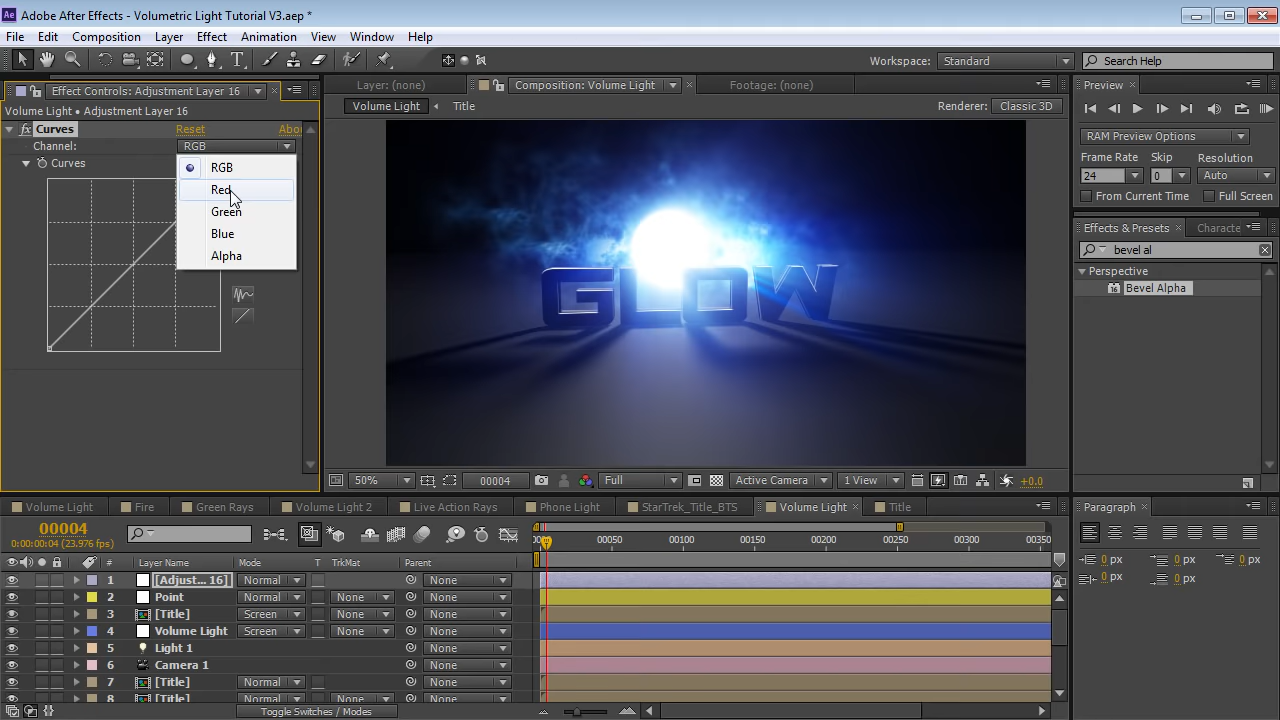 Adobe After Effects - Volumetric Light Tutorial V3.aep *
File Edit Composition Layer Effect Animation View Window Help
Workspace: Standard Search Help
Effect Controls: Adjustment Layer 16
Volume Light • Adjustment Layer 16
fx Curves Reset Abou
Channel: RGB
Curves
RGB
Red
Green
Blue
Alpha
Layer: (none) Composition: Volume Light Footage: (none)
Volume Light Title Renderer: Classic 3D
GLOW
50% 00004 Full Active Camera 1 View +0.0
Preview
RAM Preview Options
Frame Rate Skip Resolution
24 0 Auto
From Current Time Full Screen
Effects & Presets Characte
bevel al
Perspective
Bevel Alpha
Volume Light Fire Green Rays Volume Light 2 Live Action Rays Phone Light StarTrek_Title_BTS Volume Light Title
00004
0:00:00:04 (23.976 fps)
00050 00100 00150 00200 00250 00300 00350
# Layer Name Mode T TrkMat Parent
1 [Adjust... 16] Normal None
2 Point Normal None None
3 [Title] Screen None None
4 Volume Light Screen None None
5 Light 1 None
6 Camera 1 None
7 [Title] Normal None
8 [Title] Normal None None
Toggle Switches / Modes
Paragraph
0 px 0 px 0 px
0 px 0 px